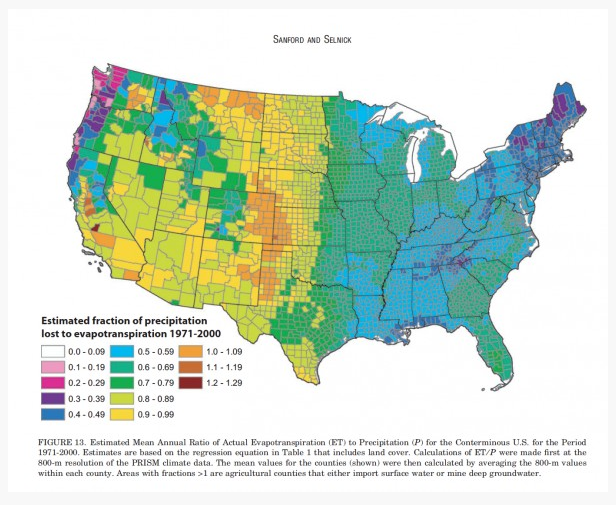 SANFORD AND SELNICK
Estimated fraction of precipitation
lost to evapotranspiration 1971-2000
0.0 - 0.09
0.1 - 0.19
0.2 - 0.29
0.3 - 0.39
0.4 - 0.49
0.5 - 0.59
0.6 - 0.69
0.7 - 0.79
0.8 - 0.89
0.9 - 0.99
1.0 - 1.09
1.1 - 1.19
1.2 - 1.29
FIGURE 13. Estimated Mean Annual Ratio of Actual Evapotranspiration (ET) to Precipitation (P) for the Conterminous U.S. for the Period
1971-2000. Estimates are based on the regression equation in Table 1 that includes land cover. Calculations of ET/P were made first at the
800-m resolution of the PRISM climate data. The mean values for the counties (shown) were then calculated by averaging the 800-m values
within each county. Areas with fractions >1 are agricultural counties that either import surface water or mine deep groundwater.